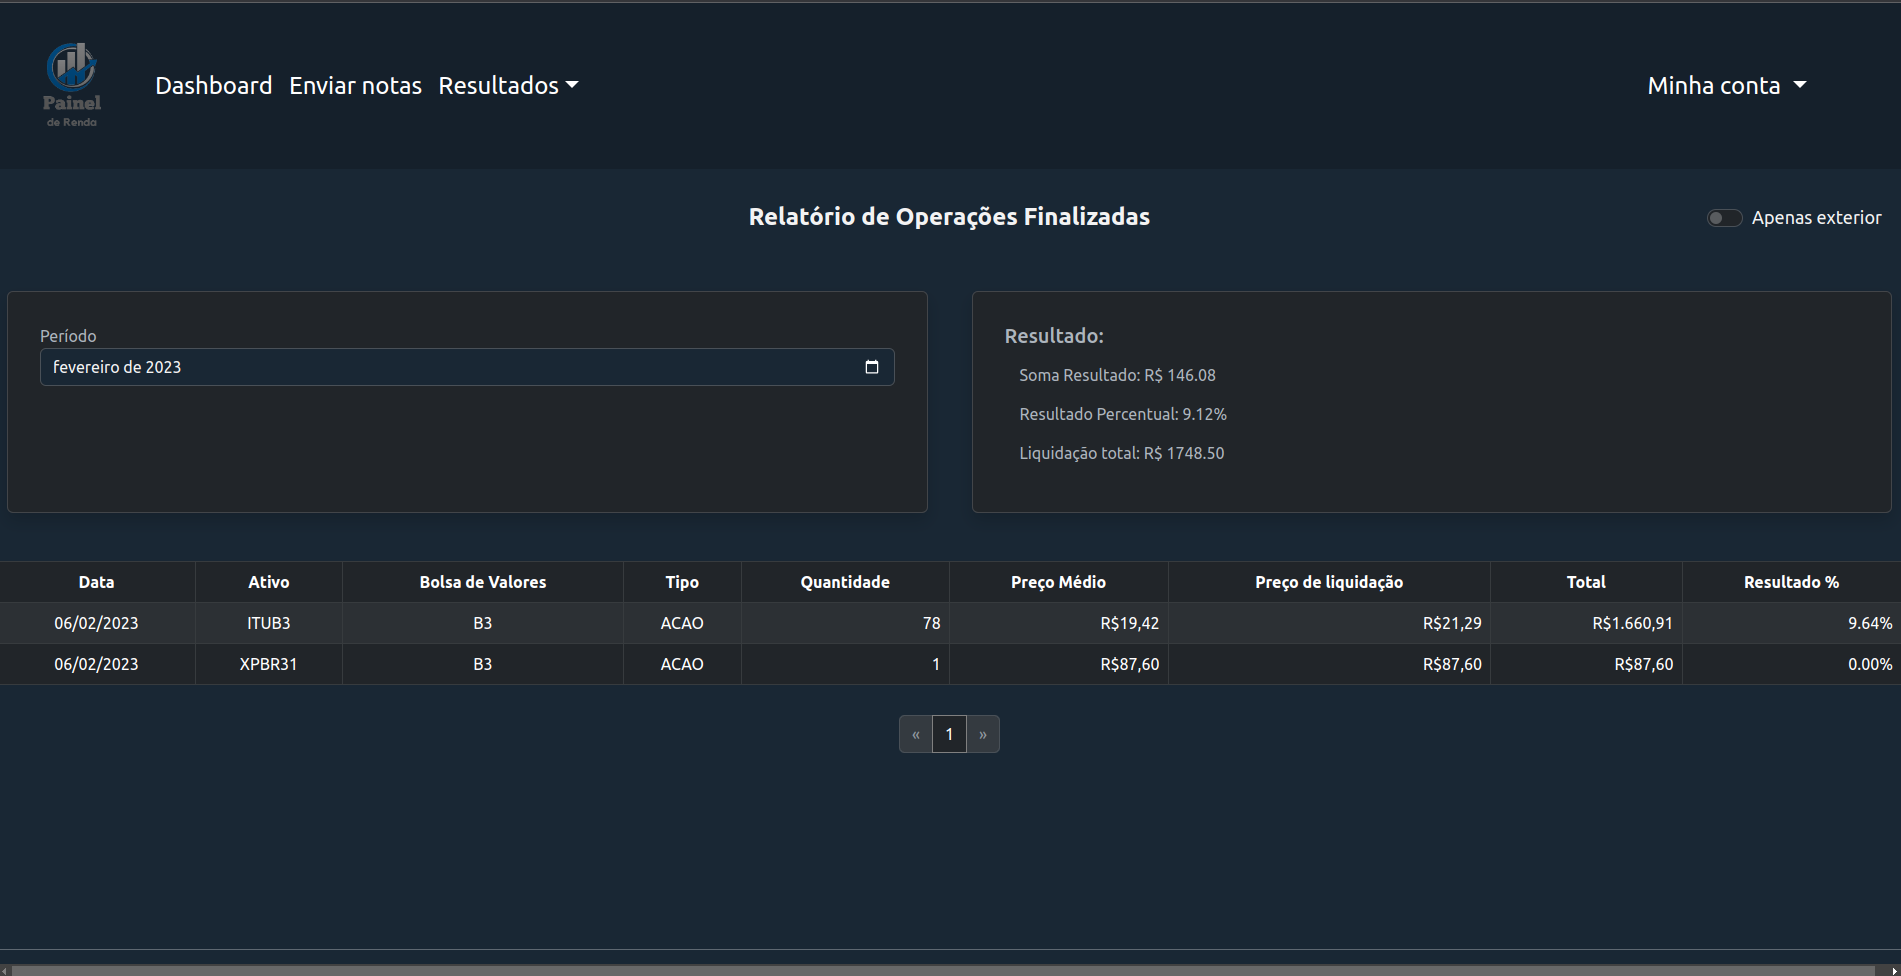 Painel
de Renda
Dashboard Enviar notas Resultados
Minha conta
Relatório de Operações Finalizadas
Apenas exterior
Período
fevereiro de 2023
Resultado:
Soma Resultado: R$ 146.08
Resultado Percentual: 9.12%
Liquidação total: R$ 1748.50
Data Ativo Bolsa de Valores Tipo Quantidade Preço Médio Preço de liquidação Total Resultado %
06/02/2023 ITUB3 B3 ACAO 78 R$19,42 R$21,29 R$1.660,91 9.64%
06/02/2023 XPBR31 B3 ACAO 1 R$87,60 R$87,60 R$87,60 0.00%
« 1 »